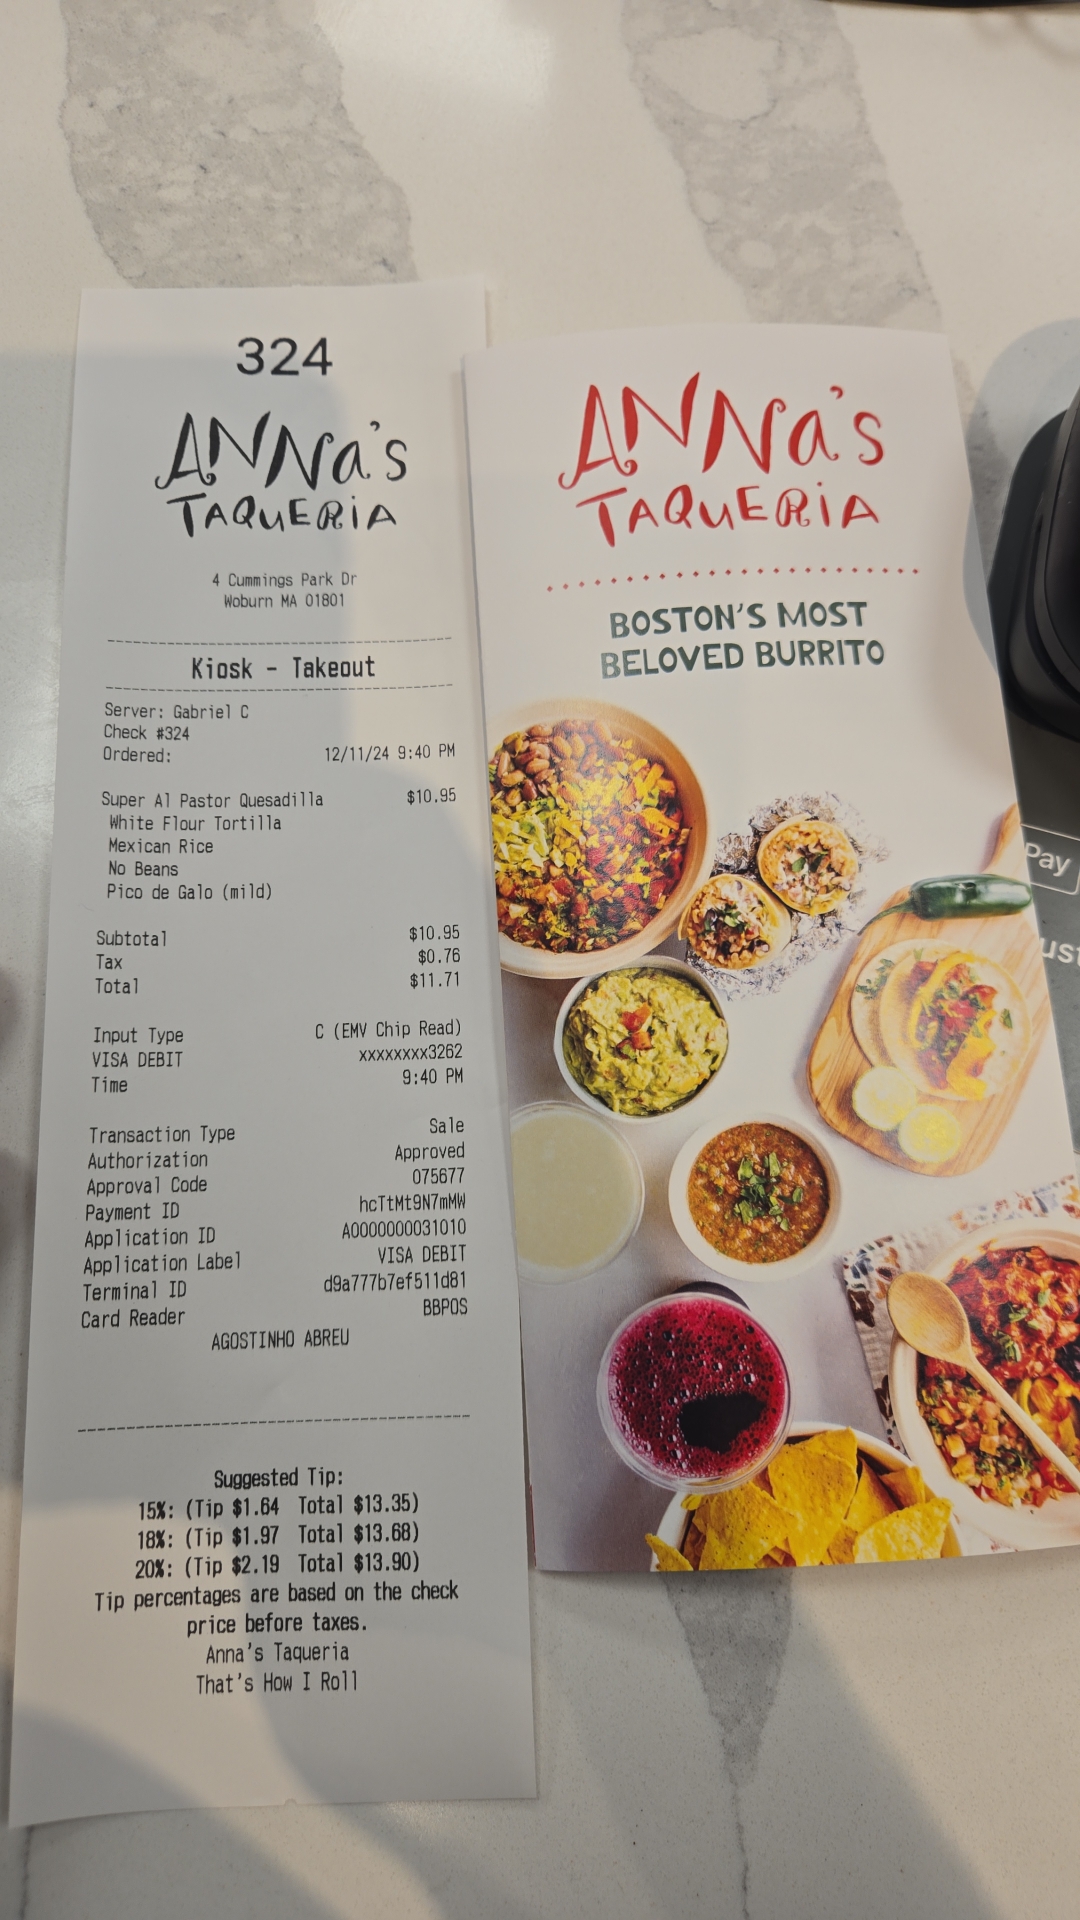 324
ANNa's
TAQUERiA
4 Cummings Park Dr
Woburn MA 01801
Kiosk - Takeout
Server: Gabriel C
Check #324
Ordered: 12/11/24 9:40 PM
Super Al Pastor Quesadilla $10.95
White Flour Tortilla
Mexican Rice
No Beans
Pico de Galo (mild)
Subtotal $10.95
Tax $0.76
Total $11.71
Input Type C (EMV Chip Read)
VISA DEBIT xxxxxxxx3262
Time 9:40 PM
Transaction Type Sale
Authorization Approved
Approval Code 075677
Payment ID hcTtMt9N7mMW
Application ID A0000000031010
Application Label VISA DEBIT
Terminal ID d9a777b7ef511d81
Card Reader BBPOS
AGOSTINHO ABREU
Suggested Tip:
15%: (Tip $1.64 Total $13.35)
18%: (Tip $1.97 Total $13.68)
20%: (Tip $2.19 Total $13.90)
Tip percentages are based on the check
price before taxes.
Anna's Taqueria
That's How I Roll
ANNa's
TAQUERiA
BOSTON'S MOST
BELOVED BURRITO
Pay